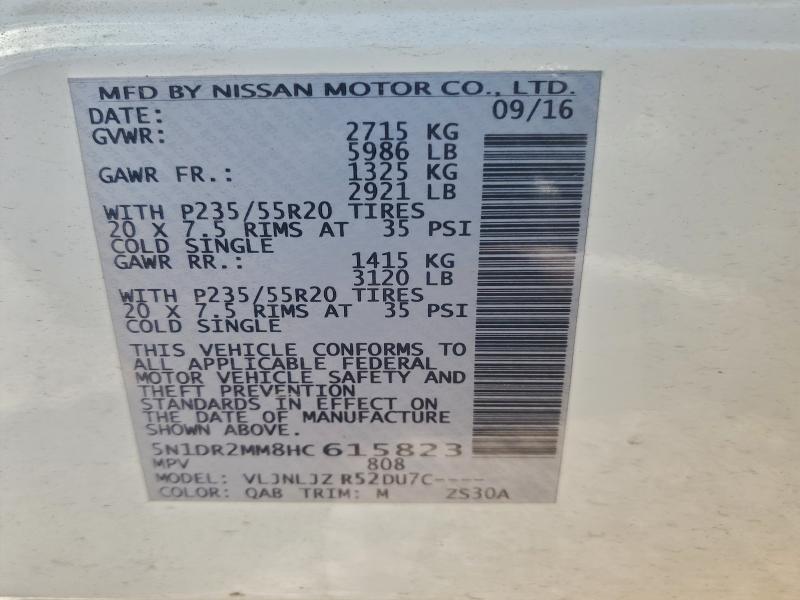 MFD BY NISSAN MOTOR CO., LTD.
DATE: 09/16
GVWR: 2715 KG
5986 LB
GAWR FR.: 1325 KG
2921 LB
WITH P235/55R20 TIRES
20 X 7.5 RIMS AT 35 PSI
COLD SINGLE
GAWR RR.: 1415 KG
3120 LB
WITH P235/55R20 TIRES
20 X 7.5 RIMS AT 35 PSI
COLD SINGLE
THIS VEHICLE CONFORMS TO
ALL APPLICABLE FEDERAL
MOTOR VEHICLE SAFETY AND
THEFT PREVENTION
STANDARDS IN EFFECT ON
THE DATE OF MANUFACTURE
SHOWN ABOVE.
5N1DR2MM8HC 615823
MPV 808
MODEL: VLJNLJZ R52DU7C----
COLOR: QAB TRIM: M ZS30A